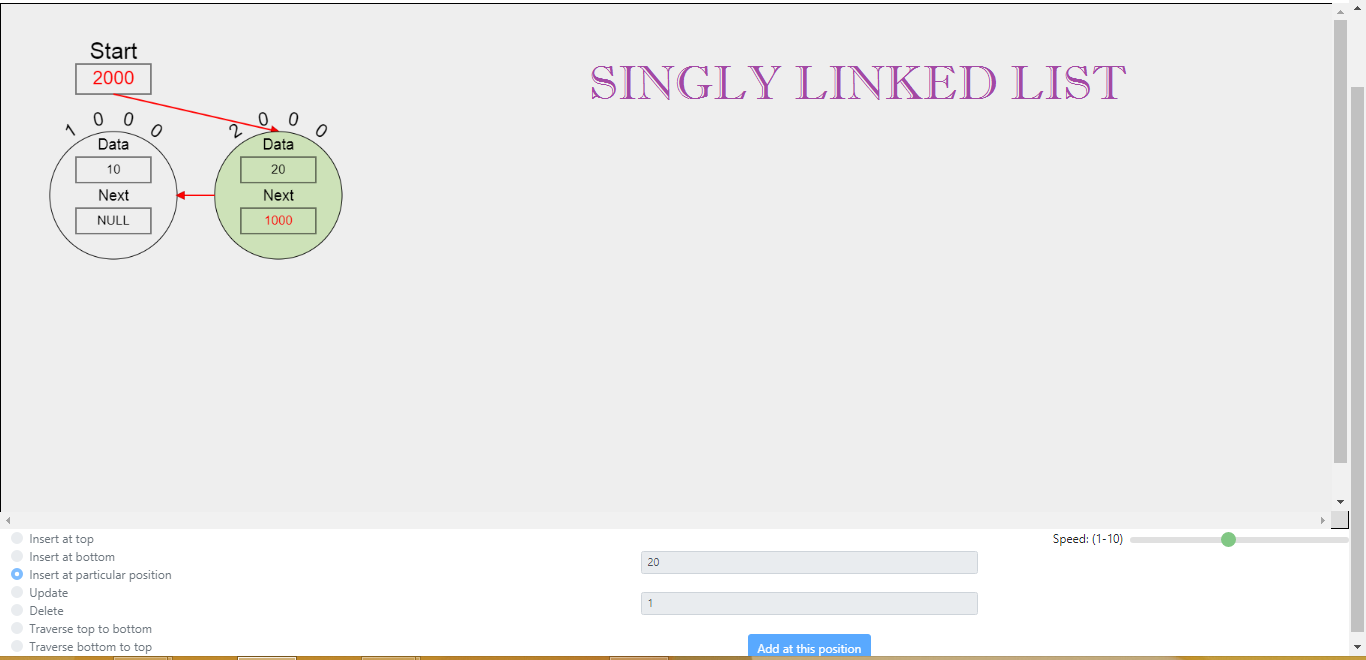 Start
2000
SINGLY LINKED LIST
1000
Data
10
Next
NULL
2000
Data
20
Next
1000
Insert at top
Insert at bottom
Insert at particular position
Update
Delete
Traverse top to bottom
Traverse bottom to top
20
1
Add at this position
Speed: (1-10)